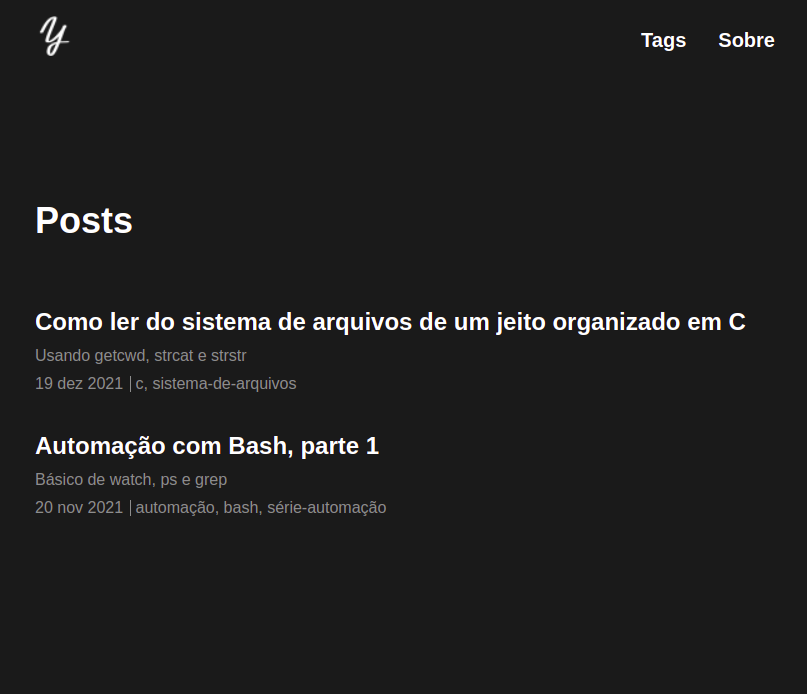 Y
Tags Sobre
Posts
Como ler do sistema de arquivos de um jeito organizado em C
Usando getcwd, strcat e strstr
19 dez 2021 | c, sistema-de-arquivos
Automação com Bash, parte 1
Básico de watch, ps e grep
20 nov 2021 | automação, bash, série-automação